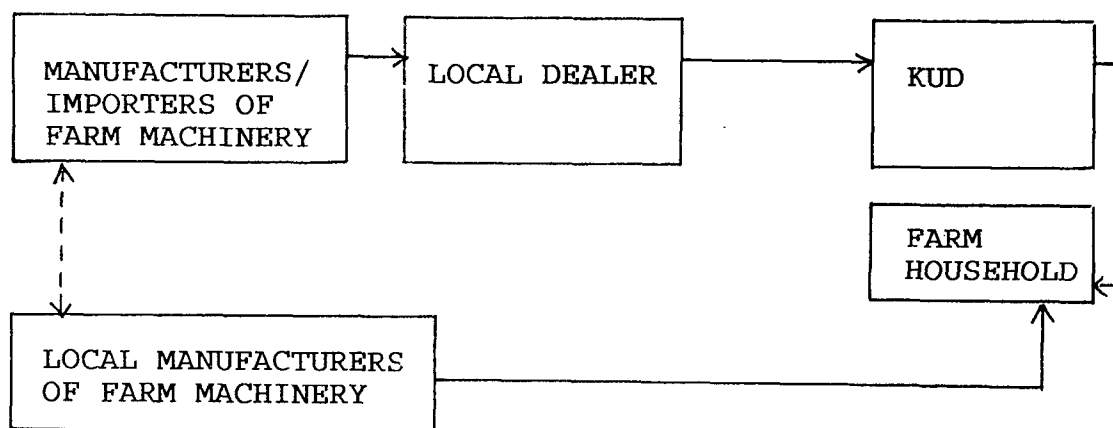 MANUFACTURERS/
IMPORTERS OF
FARM MACHINERY
LOCAL DEALER
KUD
FARM
HOUSEHOLD
LOCAL MANUFACTURERS
OF FARM MACHINERY